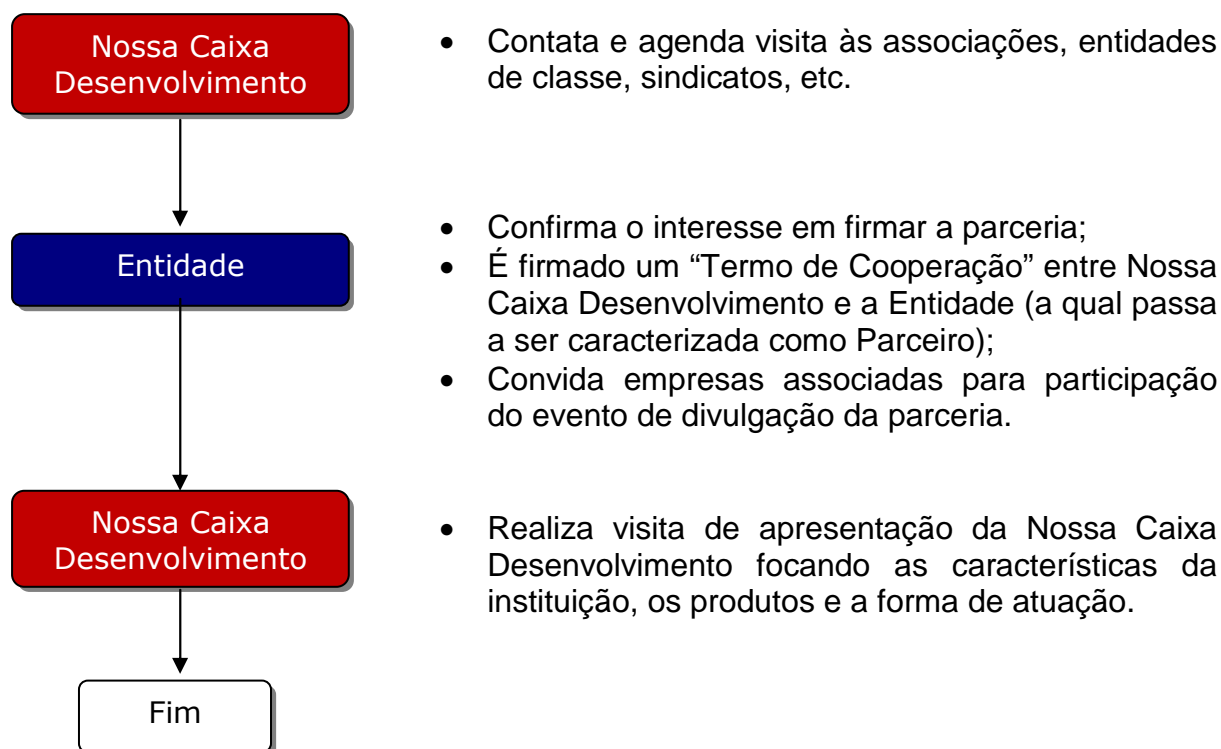 Nossa Caixa
Desenvolvimento
• Contata e agenda visita às associações, entidades
de classe, sindicatos, etc.
Entidade
• Confirma o interesse em firmar a parceria;
• É firmado um “Termo de Cooperação” entre Nossa
Caixa Desenvolvimento e a Entidade (a qual passa
a ser caracterizada como Parceiro);
• Convida empresas associadas para participação
do evento de divulgação da parceria.
Nossa Caixa
Desenvolvimento
• Realiza visita de apresentação da Nossa Caixa
Desenvolvimento focando as características da
instituição, os produtos e a forma de atuação.
Fim